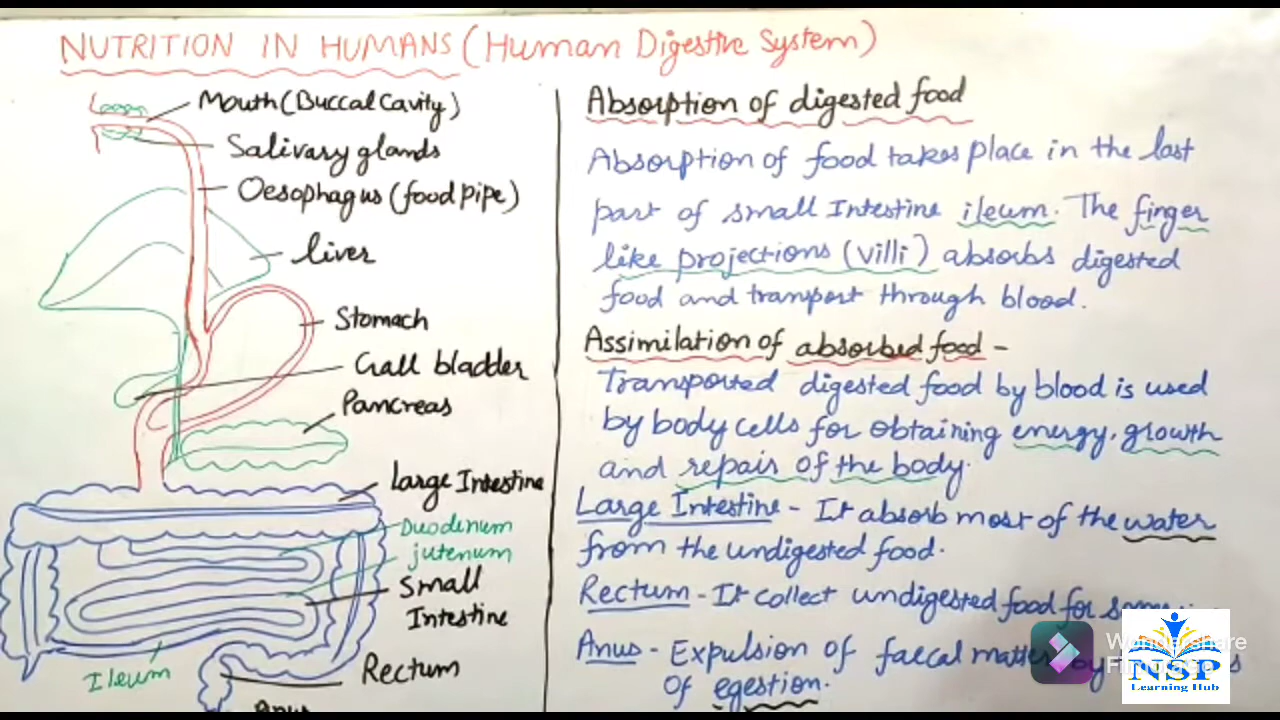 NUTRITION IN HUMANS (Human Digestive System)
Mouth (Buccal Cavity)
Salivary glands
Oesophagus (food pipe)
liver
Stomach
Gall bladder
Pancreas
Large Intestine
Duodenum
jutenum
Small
Intestine
Ileum
Rectum
Anus
Absorption of digested food
Absorption of food takes place in the last
part of small Intestine ileum. The finger
like projections (villi) absorbs digested
food and transport through blood.
Assimilation of absorbed food -
Transported digested food by blood is used
by body cells for obtaining energy, growth
and repair of the body.
Large Intestine - It absorb most of the water
from the undigested food.
Rectum - It collect undigested food for
Anus - Expulsion of faecal matter by
of egestion.
Wondershare
NSP
Learning Hub